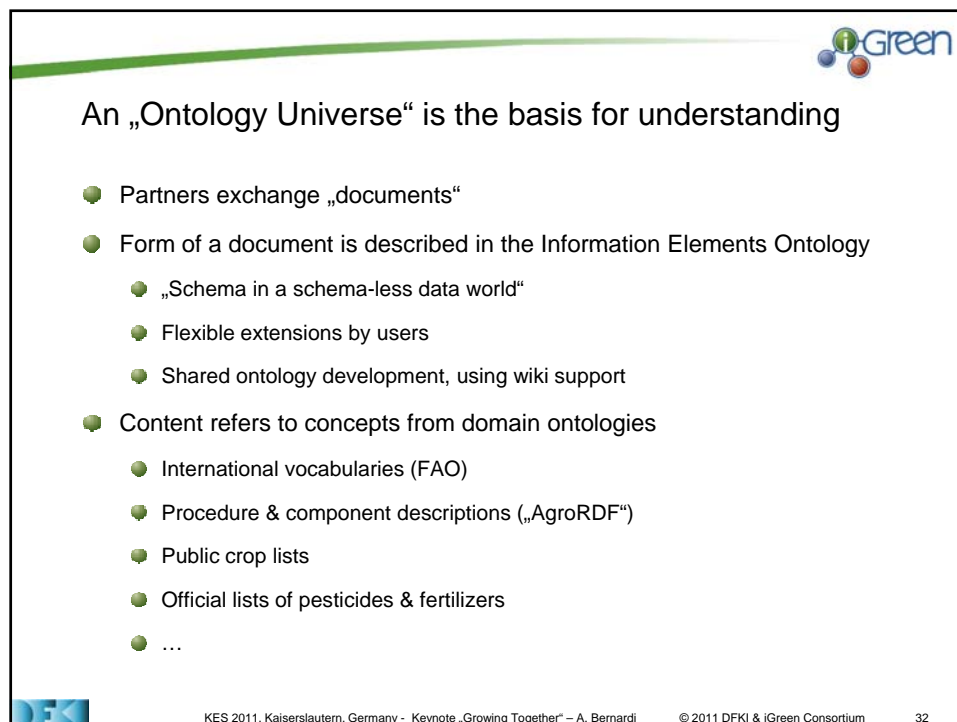 i-Green
An „Ontology Universe“ is the basis for understanding
Partners exchange „documents“
Form of a document is described in the Information Elements Ontology
„Schema in a schema-less data world“
Flexible extensions by users
Shared ontology development, using wiki support
Content refers to concepts from domain ontologies
International vocabularies (FAO)
Procedure & component descriptions („AgroRDF“)
Public crop lists
Official lists of pesticides & fertilizers
…
DFKI KES 2011, Kaiserslautern, Germany - Keynote „Growing Together“ – A. Bernardi © 2011 DFKI & iGreen Consortium 32